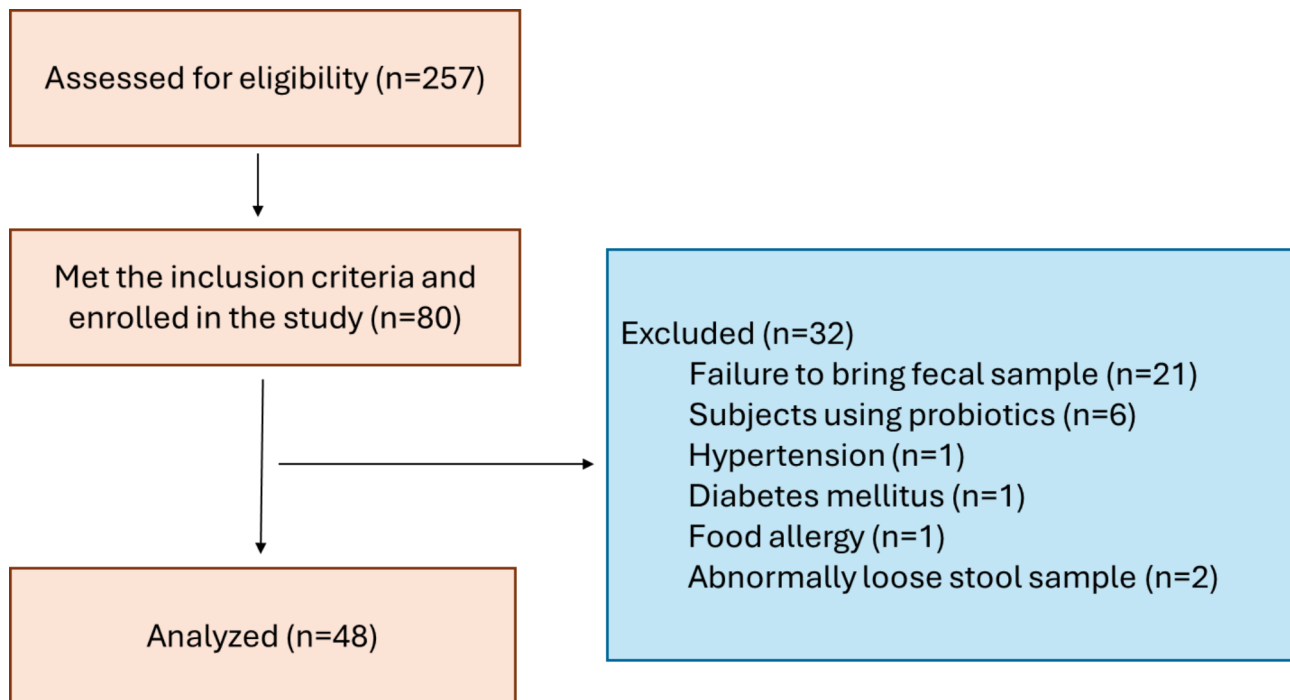 Assessed for eligibility (n=257)
Met the inclusion criteria and
enrolled in the study (n=80)
Excluded (n=32)
Failure to bring fecal sample (n=21)
Subjects using probiotics (n=6)
Hypertension (n=1)
Diabetes mellitus (n=1)
Food allergy (n=1)
Abnormally loose stool sample (n=2)
Analyzed (n=48)